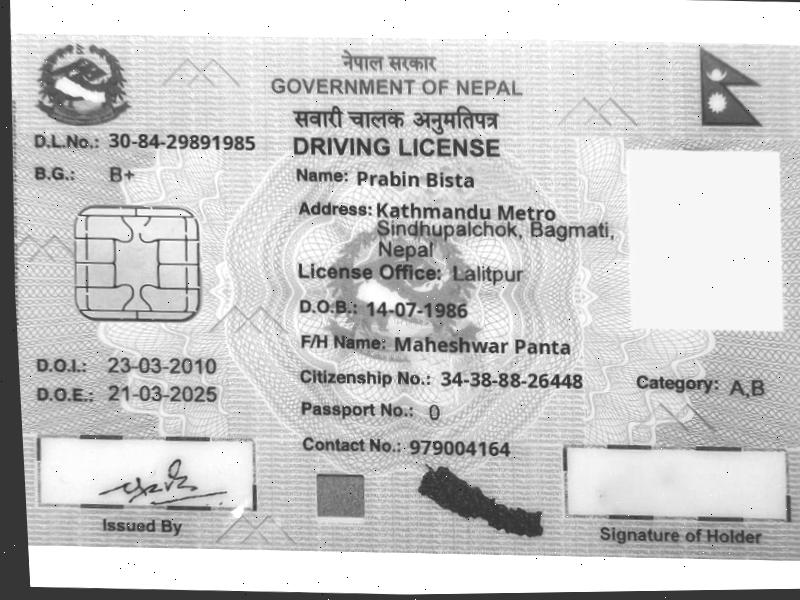 नेपाल सरकार
GOVERNMENT OF NEPAL
सवारी चालक अनुमतिपत्र
DRIVING LICENSE
D.L.No.: 30-84-29891985
B.G.: B+
Name: Prabin Bista
Address: Kathmandu Metro
Sindhupalchok, Bagmati,
Nepal
License Office: Lalitpur
D.O.B.: 14-07-1986
F/H Name: Maheshwar Panta
D.O.I.: 23-03-2010
D.O.E.: 21-03-2025
Citizenship No.: 34-38-88-26448
Category: A,B
Passport No.: 0
Contact No.: 979004164
Issued By
Signature of Holder